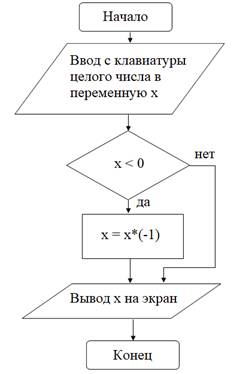 Начало
Ввод с клавиатуры
целого числа в
переменную x
x < 0
нет
да
x = x*(-1)
Вывод x на экран
Конец